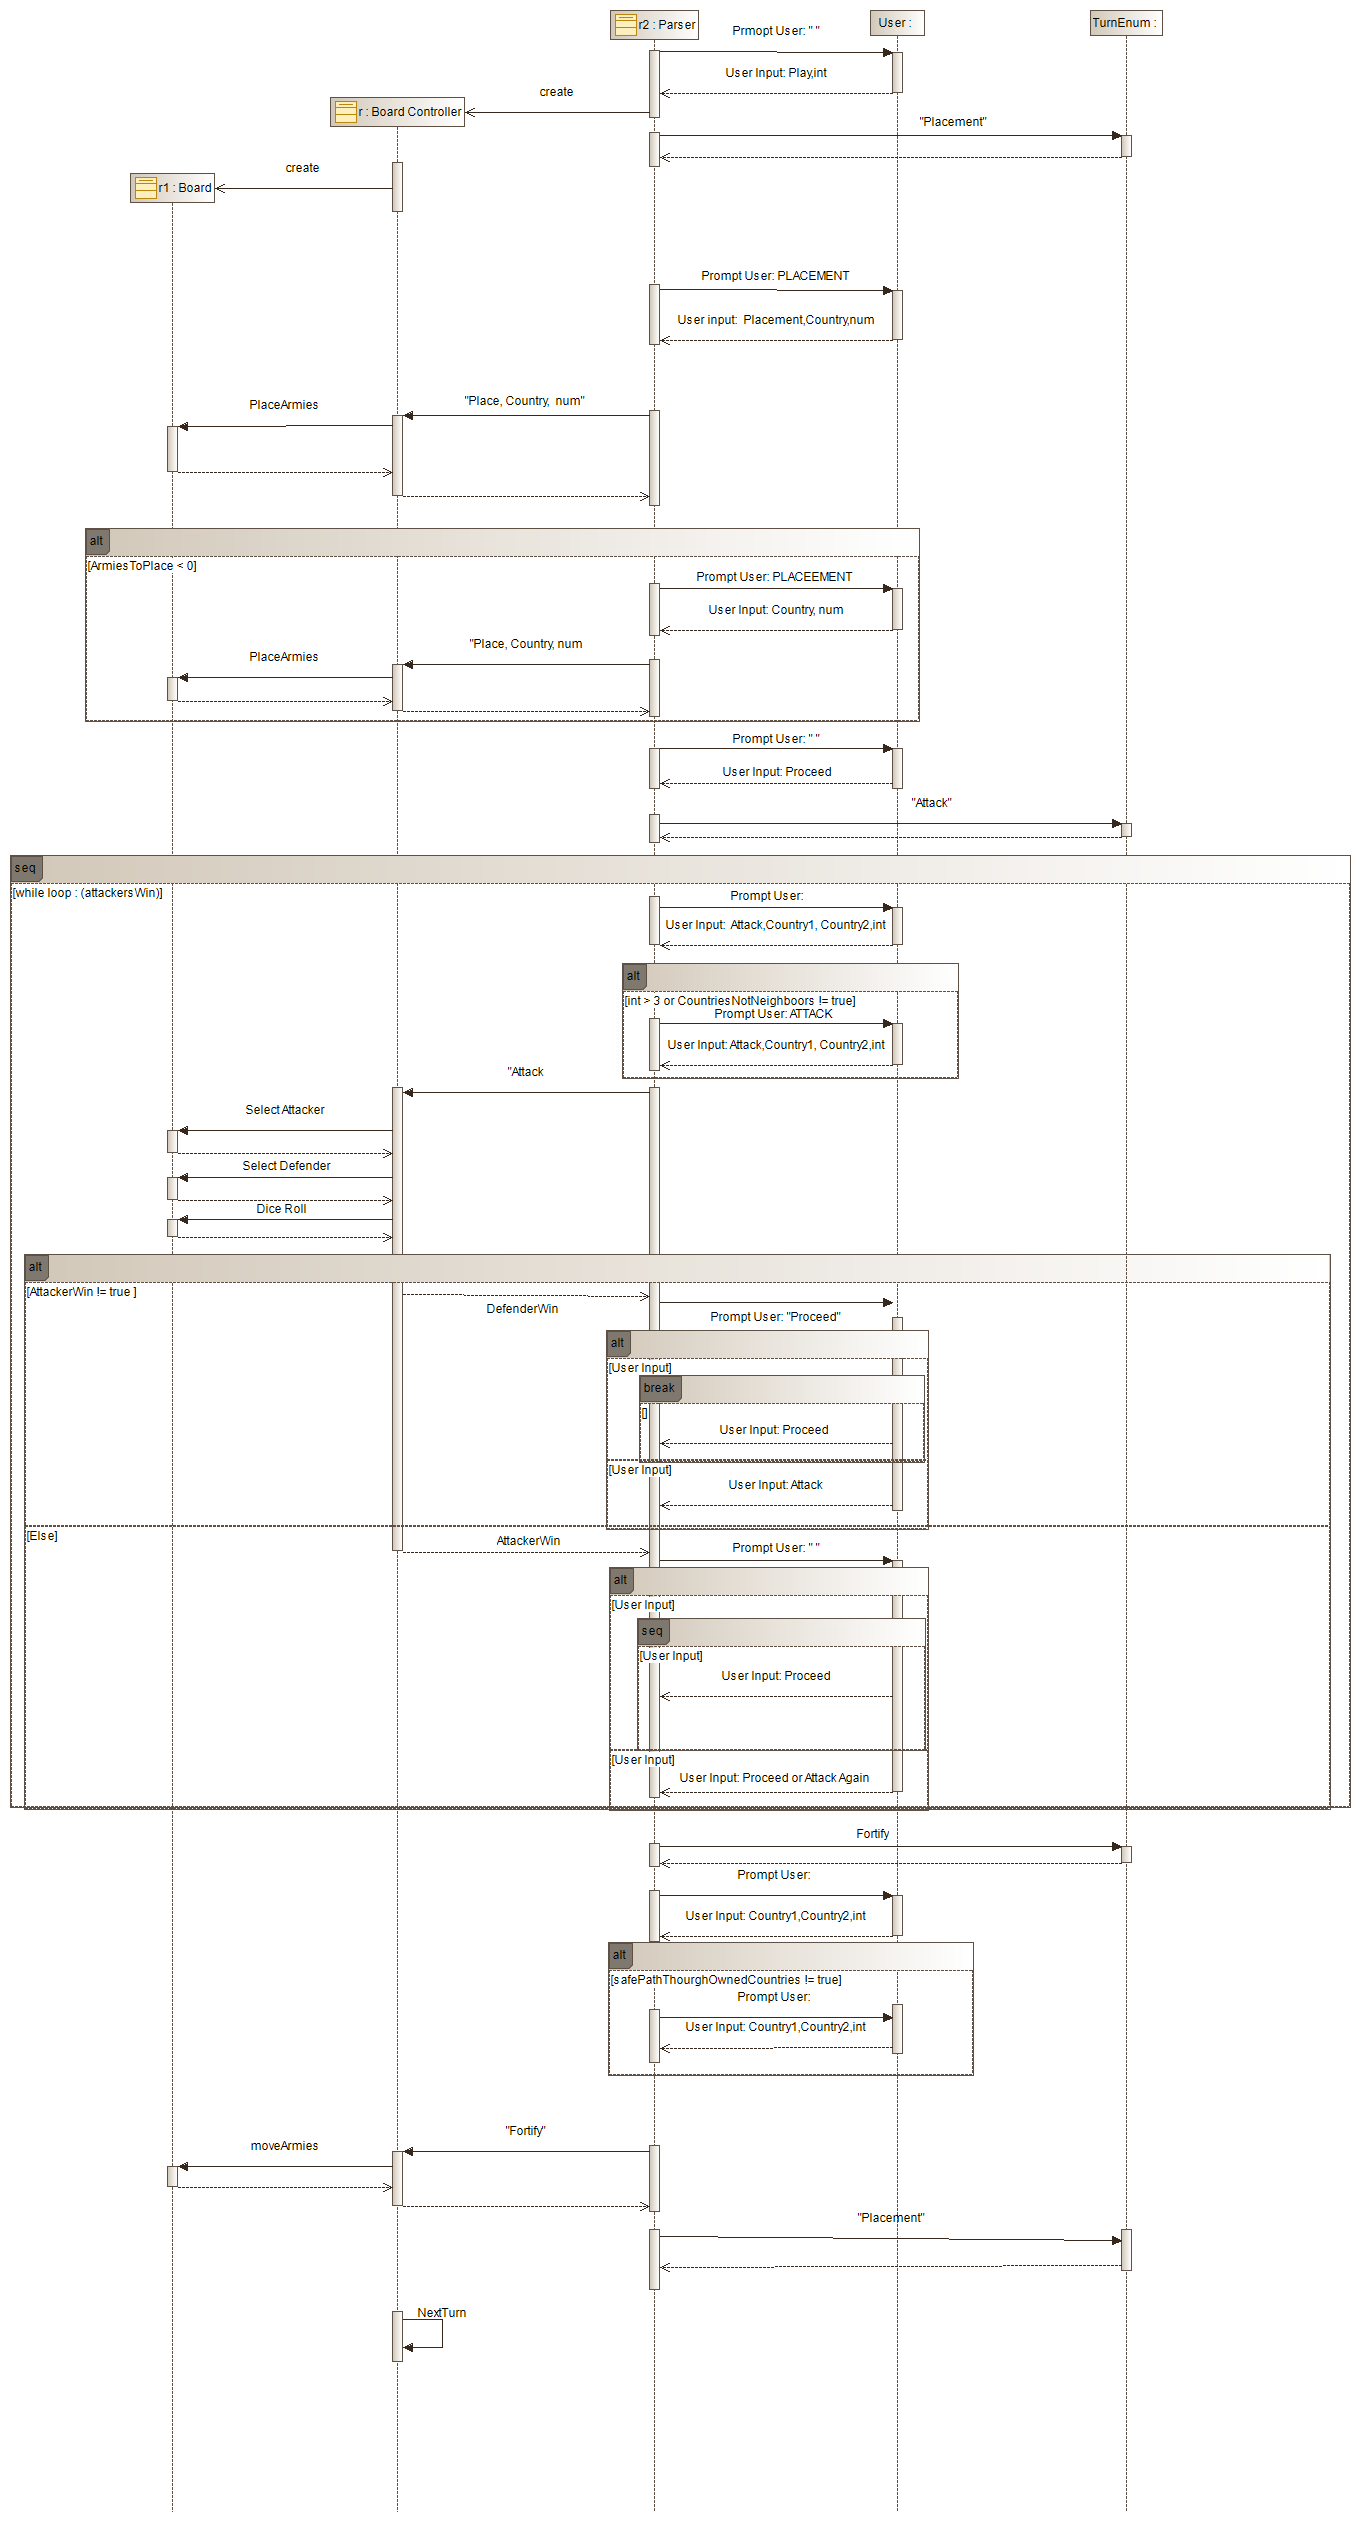 r2 : Parser
User :
TurnEnum :
Prmopt User: " "
User Input: Play,int
create
r : Board Controller
"Placement"
create
r1 : Board
Prompt User: PLACEMENT
User input:  Placement,Country,num
"Place, Country,  num"
PlaceArmies
alt
[ArmiesToPlace < 0]
Prompt User: PLACEEMENT
User Input: Country, num
"Place, Country, num
PlaceArmies
Prompt User: " "
User Input: Proceed
"Attack"
seq
[while loop : (attackersWin)]
Prompt User:
User Input:  Attack,Country1, Country2,int
alt
[int > 3 or CountriesNotNeighboors != true]
Prompt User: ATTACK
User Input: Attack,Country1, Country2,int
"Attack
Select Attacker
Select Defender
Dice Roll
alt
[AttackerWin != true ]
DefenderWin
Prompt User: "Proceed"
alt
[User Input]
break
[]
User Input: Proceed
[User Input]
User Input: Attack
[Else]
AttackerWin
Prompt User: " "
alt
[User Input]
seq
[User Input]
User Input: Proceed
[User Input]
User Input: Proceed or Attack Again
Fortify
Prompt User:
User Input: Country1,Country2,int
alt
[safePathThourghOwnedCountries != true]
Prompt User:
User Input: Country1,Country2,int
"Fortify"
moveArmies
"Placement"
NextTurn